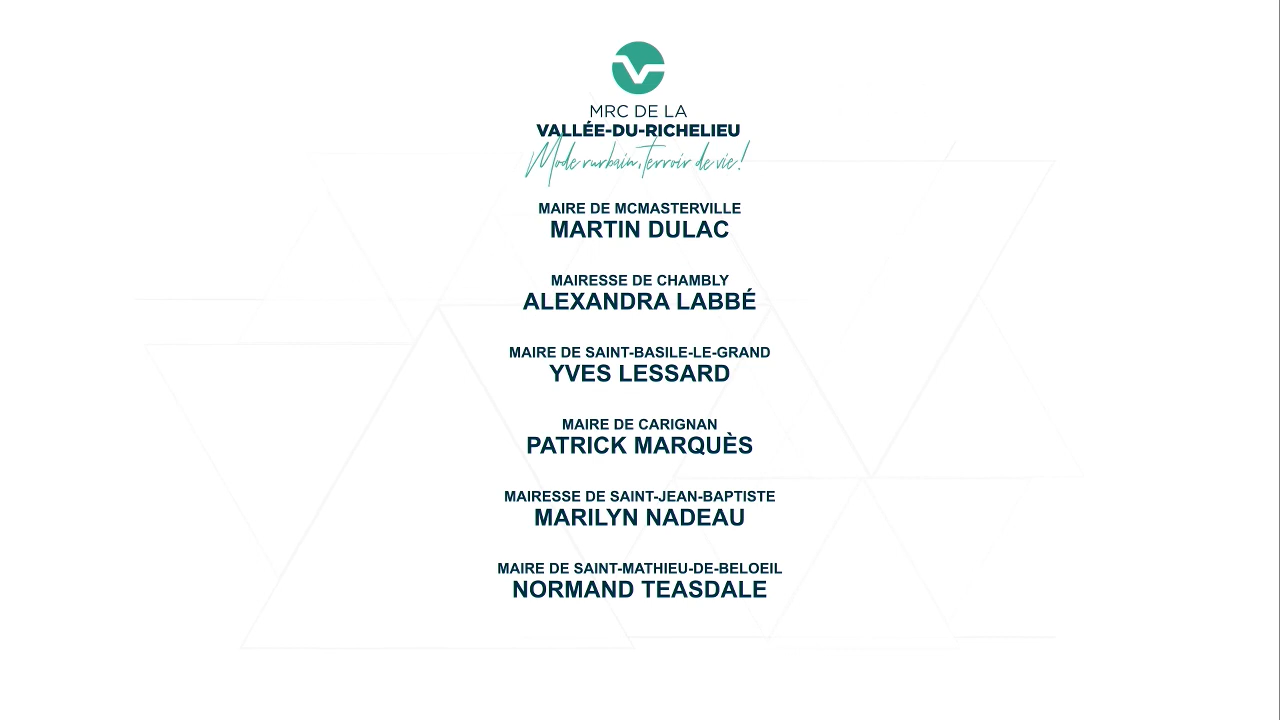 MRC DE LA
VALLÉE-DU-RICHELIEU
Mode rurbain, terroir de vie!
MAIRE DE MCMASTERVILLE
MARTIN DULAC
MAIRESSE DE CHAMBLY
ALEXANDRA LABBÉ
MAIRE DE SAINT-BASILE-LE-GRAND
YVES LESSARD
MAIRE DE CARIGNAN
PATRICK MARQUÈS
MAIRESSE DE SAINT-JEAN-BAPTISTE
MARILYN NADEAU
MAIRE DE SAINT-MATHIEU-DE-BELOEIL
NORMAND TEASDALE